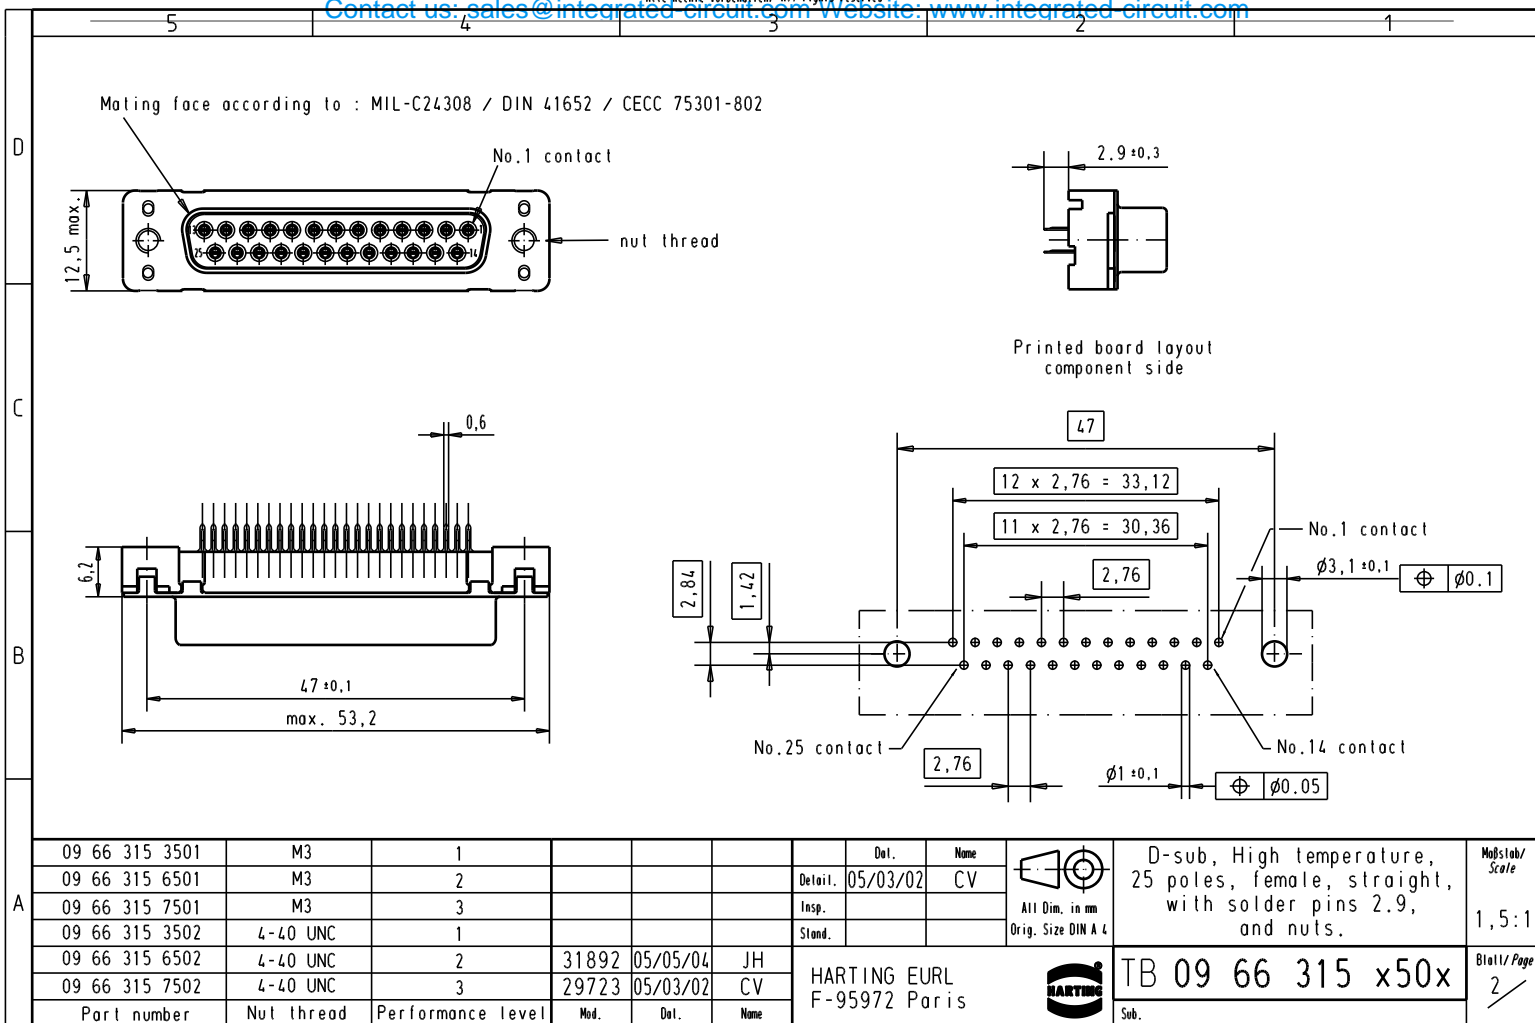 Contact us: sales@integrated-circuit.com Website: www.integrated-circuit.com
5 4 3 2 1
Mating face according to : MIL-C24308 / DIN 41652 / CECC 75301-802
D
No.1 contact
2.9 ±0,3
12,5 max.
13 1
25 14
nut thread
Printed board layout
component side
C
0,6
47
12 x 2,76 = 33,12
11 x 2,76 = 30,36
No.1 contact
6,2
2,84
1,42
2,76
Ø3,1 ±0,1
Ø0.1
B
47 ±0,1
max. 53,2
No.25 contact
No.14 contact
2,76
Ø1 ±0,1
Ø0.05
A
09 66 315 3501 M3 1
09 66 315 6501 M3 2
09 66 315 7501 M3 3
09 66 315 3502 4-40 UNC 1
09 66 315 6502 4-40 UNC 2
09 66 315 7502 4-40 UNC 3
Part number Nut thread Performance level
31892 05/05/04 JH
29723 05/03/02 CV
Mod. Dat. Name
Dat. Name
Detail. 05/03/02 CV
Insp.
Stand.
All Dim. in mm
Orig. Size DIN A 4
HARTING EURL
F-95972 Paris
HARTING
D-sub, High temperature,
25 poles, female, straight,
with solder pins 2.9,
and nuts.
Maßstab/
Scale
1,5:1
TB 09 66 315 x50x
Blatt/Page
2
Sub.